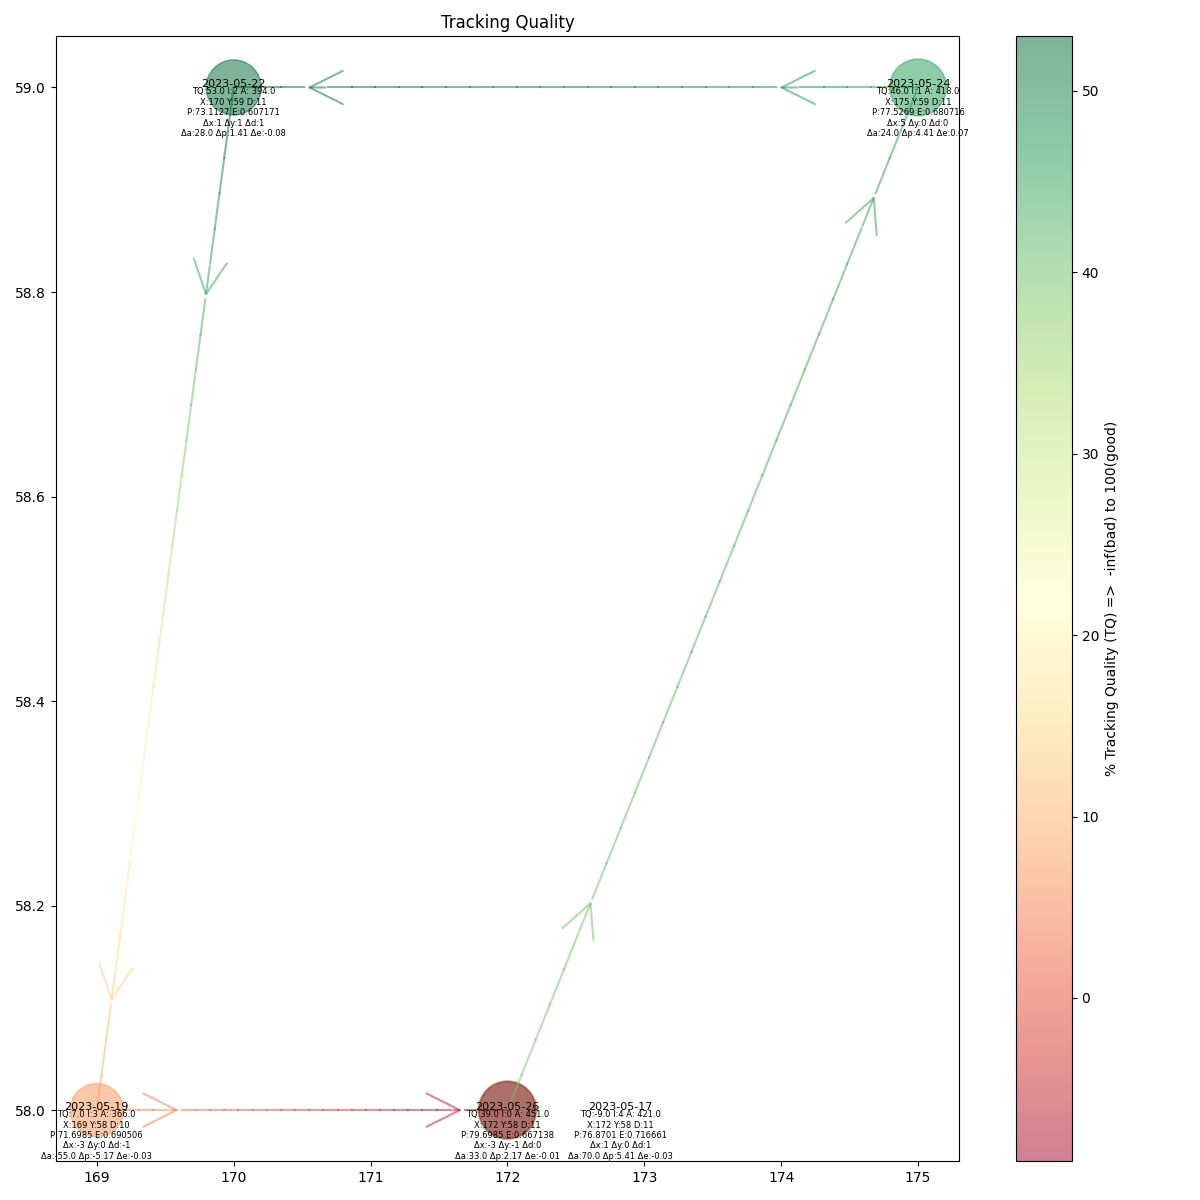 Tracking Quality
59.0
58.8
58.6
58.4
58.2
58.0
2023-05-22
TQ:53.0 I:2 A: 394.0
X:170 Y:59 D:11
P:73.1127 E:0.607171
Δx:1 Δy:1 Δd:1
Δa:28.0 Δp:1.41 Δe:-0.08
2023-05-24
TQ:46.0 I:1 A: 418.0
X:175 Y:59 D:11
P:77.5269 E:0.680716
Δx:5 Δy:0 Δd:0
Δa:24.0 Δp:4.41 Δe:0.07
2023-05-19
TQ:7.0 I:3 A: 366.0
X:169 Y:58 D:10
P:71.6985 E:0.690506
Δx:-3 Δy:0 Δd:-1
Δa:-55.0 Δp:-5.17 Δe:-0.03
2023-05-26
TQ:39.0 I:0 A: 451.0
X:172 Y:58 D:11
P:79.6985 E:0.667138
Δx:-3 Δy:-1 Δd:0
Δa:33.0 Δp:2.17 Δe:-0.01
2023-05-17
TQ:-9.0 I:4 A: 421.0
X:172 Y:58 D:11
P:76.8701 E:0.716661
Δx:1 Δy:0 Δd:1
Δa:70.0 Δp:5.41 Δe:-0.03
169
170
171
172
173
174
175
50
40
30
20
10
0
% Tracking Quality (TQ) => -inf(bad) to 100(good)